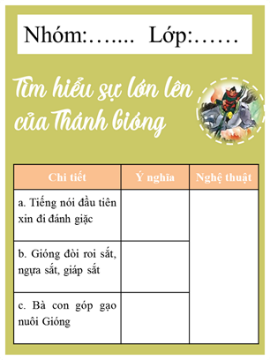 Nhóm:…..... Lớp:……
Tìm hiểu sự lớn lên
của Thánh Gióng
Chi tiết Ý nghĩa Nghệ thuật
a. Tiếng nói đầu tiên
xin đi đánh giặc
b. Gióng đòi roi sắt,
ngựa sắt, giáp sắt
c. Bà con góp gạo
nuôi Gióng